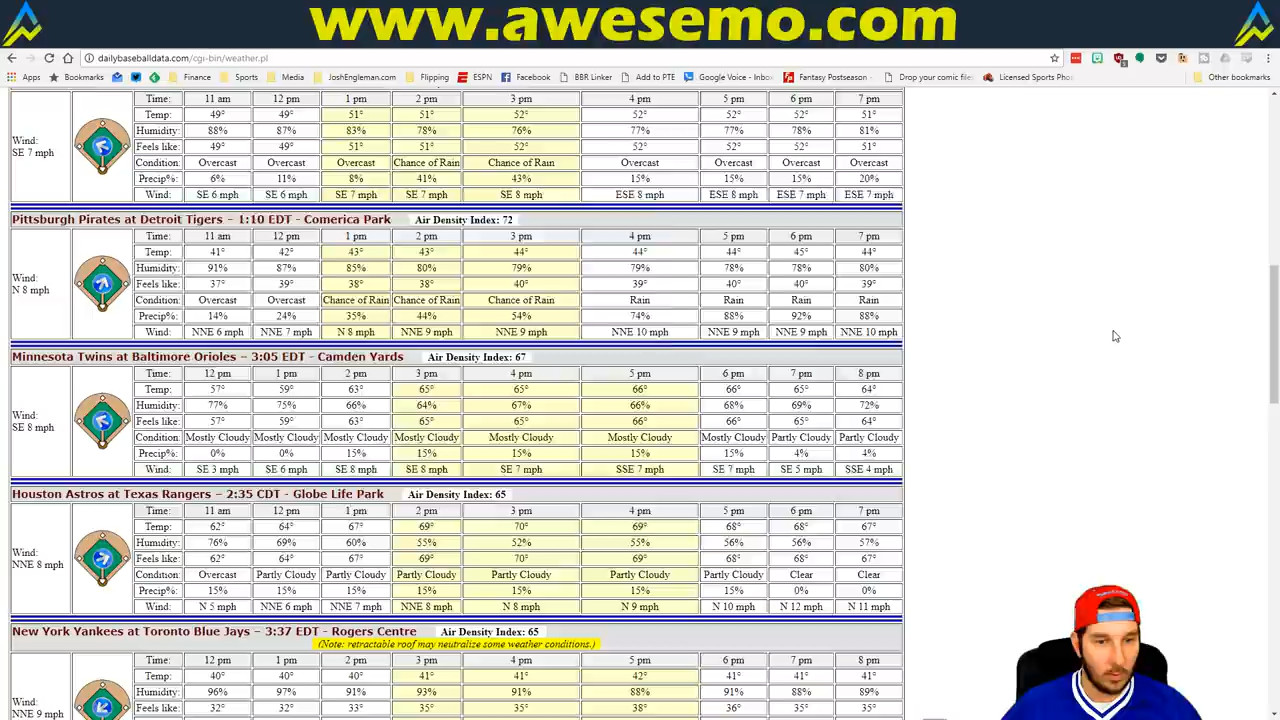 www.awesemo.com
dailybaseballdata.com/cgi-bin/weather.pl
Apps Bookmarks Finance Sports Media JoshEngleman.com Flipping ESPN Facebook BBR Linker Add to PTE Google Voice - Inbox Fantasy Postseason Drop your comic file Licensed Sports Pho Other bookmarks
Time: 11 am 12 pm 1 pm 2 pm 3 pm 4 pm 5 pm 6 pm 7 pm
Temp: 49° 49° 51° 51° 52° 52° 52° 52° 51°
Humidity: 88% 87% 83% 78% 76% 77% 77% 78% 81%
Wind: SE 7 mph
Feels like: 49° 49° 51° 51° 52° 52° 52° 52° 51°
Condition: Overcast Overcast Overcast Chance of Rain Chance of Rain Overcast Overcast Overcast Overcast
Precip%: 6% 11% 8% 41% 43% 15% 15% 15% 20%
Wind: SE 6 mph SE 6 mph SE 7 mph SE 7 mph SE 8 mph ESE 8 mph ESE 8 mph ESE 7 mph ESE 7 mph
Pittsburgh Pirates at Detroit Tigers – 1:10 EDT - Comerica Park Air Density Index: 72
Time: 11 am 12 pm 1 pm 2 pm 3 pm 4 pm 5 pm 6 pm 7 pm
Temp: 41° 42° 43° 43° 44° 44° 44° 45° 44°
Humidity: 91% 87% 85% 80% 79% 79% 78% 78% 80%
Wind: N 8 mph
Feels like: 37° 39° 38° 38° 40° 39° 40° 40° 39°
Condition: Overcast Overcast Chance of Rain Chance of Rain Chance of Rain Rain Rain Rain Rain
Precip%: 14% 24% 35% 44% 54% 74% 88% 92% 88%
Wind: NNE 6 mph NNE 7 mph N 8 mph NNE 9 mph NNE 9 mph NNE 10 mph NNE 9 mph NNE 9 mph NNE 10 mph
Minnesota Twins at Baltimore Orioles – 3:05 EDT - Camden Yards Air Density Index: 67
Time: 12 pm 1 pm 2 pm 3 pm 4 pm 5 pm 6 pm 7 pm 8 pm
Temp: 57° 59° 63° 65° 65° 66° 66° 65° 64°
Humidity: 77% 75% 66% 64% 67% 66% 68% 69% 72%
Wind: SE 8 mph
Feels like: 57° 59° 63° 65° 65° 66° 66° 65° 64°
Condition: Mostly Cloudy Mostly Cloudy Mostly Cloudy Mostly Cloudy Mostly Cloudy Mostly Cloudy Mostly Cloudy Partly Cloudy Partly Cloudy
Precip%: 0% 0% 15% 15% 15% 15% 15% 4% 4%
Wind: SE 3 mph SE 6 mph SE 8 mph SE 8 mph SE 7 mph SSE 7 mph SE 7 mph SE 5 mph SSE 4 mph
Houston Astros at Texas Rangers – 2:35 CDT - Globe Life Park Air Density Index: 65
Time: 11 am 12 pm 1 pm 2 pm 3 pm 4 pm 5 pm 6 pm 7 pm
Temp: 62° 64° 67° 69° 70° 69° 68° 68° 67°
Humidity: 76% 69% 60% 55% 52% 55% 56% 57% 57%
Wind: NNE 8 mph
Feels like: 62° 64° 67° 69° 70° 69° 68° 68° 67°
Condition: Overcast Partly Cloudy Partly Cloudy Partly Cloudy Partly Cloudy Partly Cloudy Partly Cloudy Clear Clear
Precip%: 15% 15% 15% 15% 15% 15% 15% 0% 0%
Wind: N 5 mph NNE 6 mph NNE 7 mph NNE 8 mph N 8 mph N 9 mph N 10 mph N 12 mph N 11 mph
New York Yankees at Toronto Blue Jays – 3:37 EDT - Rogers Centre Air Density Index: 65
(Note: retractable roof may neutralize some weather conditions.)
Time: 12 pm 1 pm 2 pm 3 pm 4 pm 5 pm 6 pm 7 pm 8 pm
Temp: 40° 40° 40° 41° 41° 42° 41° 41° 41°
Humidity: 96% 97% 91% 93% 91% 88% 91% 88% 89%
Wind: NNE 9 mph
Feels like: 32° 32° 33° 35° 35° 38° 36° 35° 35°